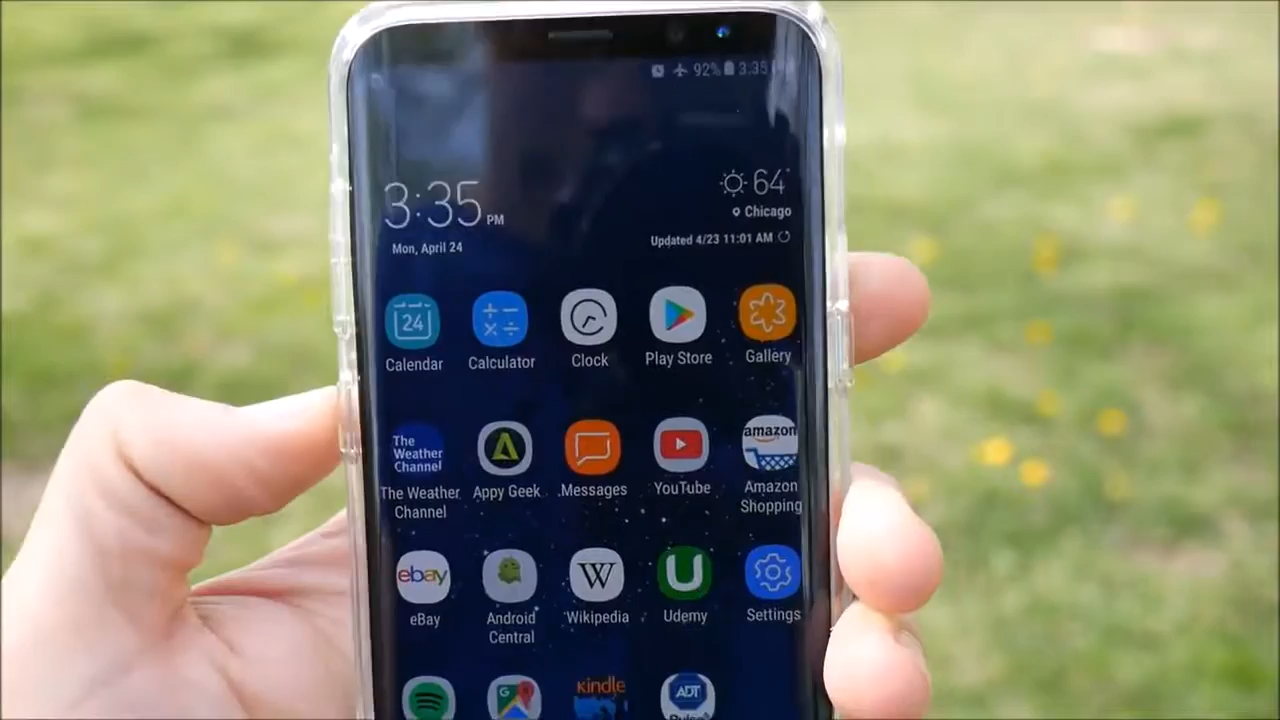 92% 3:35
3:35 PM
64°
Chicago
Mon, April 24
Updated 4/23 11:01 AM
24
Calendar
Calculator
Clock
Play Store
Gallery
The
Weather
Channel
amazon
The Weather
Channel
Appy Geek
Messages
YouTube
Amazon
Shopping
ebay
W
U
eBay
Android
Central
Wikipedia
Udemy
Settings
kindle
ADT
Pulse